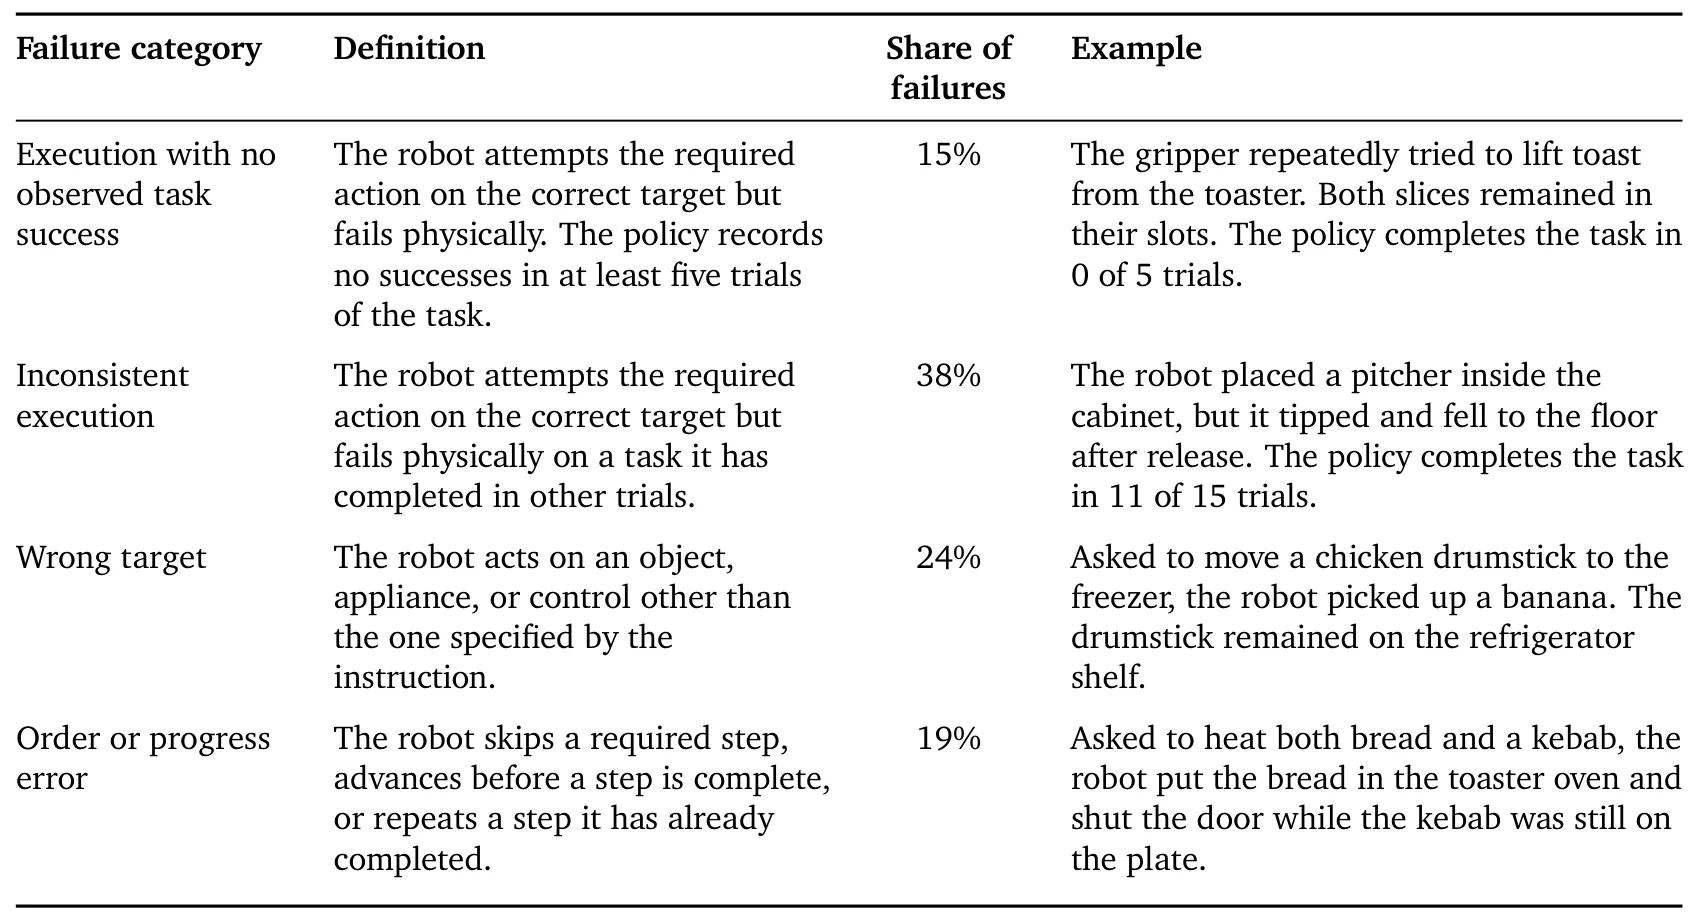 Failure category Definition Share of failures Example
Execution with no observed task success The robot attempts the required action on the correct target but fails physically. The policy records no successes in at least five trials of the task. 15% The gripper repeatedly tried to lift toast from the toaster. Both slices remained in their slots. The policy completes the task in 0 of 5 trials.
Inconsistent execution The robot attempts the required action on the correct target but fails physically on a task it has completed in other trials. 38% The robot placed a pitcher inside the cabinet, but it tipped and fell to the floor after release. The policy completes the task in 11 of 15 trials.
Wrong target The robot acts on an object, appliance, or control other than the one specified by the instruction. 24% Asked to move a chicken drumstick to the freezer, the robot picked up a banana. The drumstick remained on the refrigerator shelf.
Order or progress error The robot skips a required step, advances before a step is complete, or repeats a step it has already completed. 19% Asked to heat both bread and a kebab, the robot put the bread in the toaster oven and shut the door while the kebab was still on the plate.